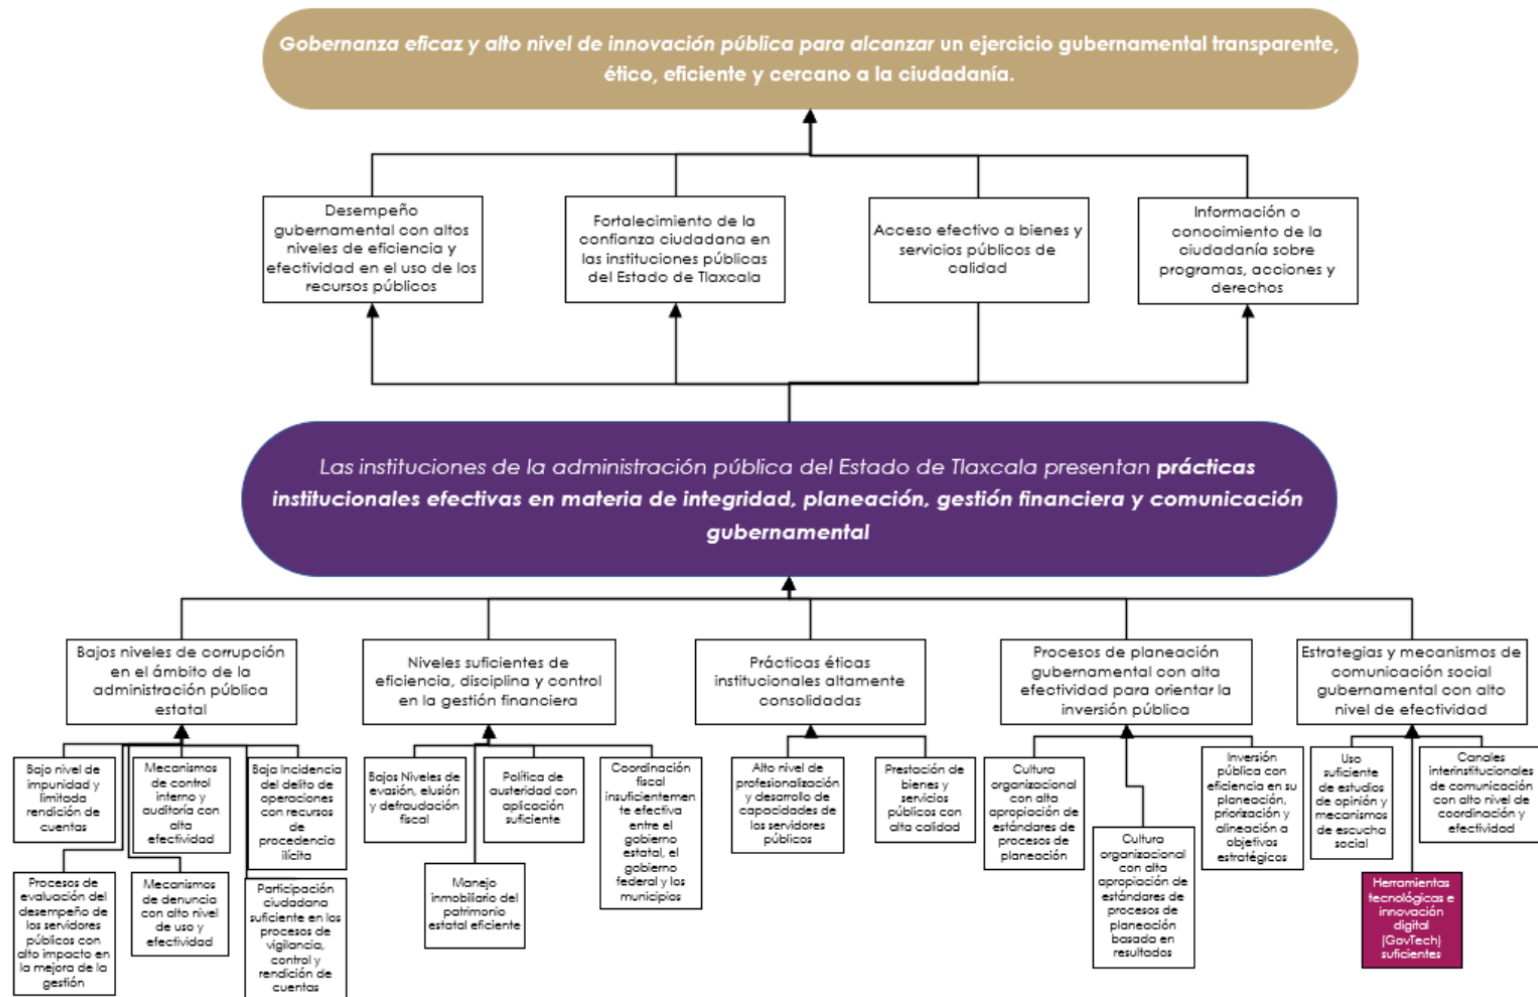 Gobernanza eficaz y alto nivel de innovación pública para alcanzar un ejercicio gubernamental transparente,
ético, eficiente y cercano a la ciudadanía.
Desempeño
gubernamental con altos
niveles de eficiencia y
efectividad en el uso de los
recursos públicos
Fortalecimiento de la
confianza ciudadana en
las instituciones públicas
del Estado de Tlaxcala
Acceso efectivo a bienes y
servicios públicos de
calidad
Información o
conocimiento de la
ciudadanía sobre
programas, acciones y
derechos
Las instituciones de la administración pública del Estado de Tlaxcala presentan prácticas
institucionales efectivas en materia de integridad, planeación, gestión financiera y comunicación
gubernamental
Bajos niveles de corrupción
en el ámbito de la
administración pública
estatal
Niveles suficientes de
eficiencia, disciplina y control
en la gestión financiera
Prácticas éticas
institucionales altamente
consolidadas
Procesos de planeación
gubernamental con alta
efectividad para orientar la
inversión pública
Estrategias y mecanismos de
comunicación social
gubernamental con alto
nivel de efectividad
Bajo nivel de
impunidad y
limitada
rendición de
cuentas
Mecanismos
de control
interno y
auditoría con
alta
efectividad
Baja Incidencia
del delito de
operaciones
con recursos
de
procedencia
ilícita
Bajos Niveles de
evasión, elusión
y defraudación
fiscal
Política de
austeridad con
aplicación
suficiente
Coordinación
fiscal
insuficientemen
te efectiva
entre el
gobierno
estatal, el
gobierno
federal y los
municipios
Alto nivel de
profesionalización
y desarrollo de
capacidades de
los servidores
públicos
Prestación de
bienes y
servicios
públicos con
alta calidad
Cultura
organizacional
con alta
apropiación de
estándares de
procesos de
planeación
Inversión
pública con
eficiencia en su
planeación,
priorización y
alineación a
objetivos
estratégicos
Uso
suficiente
de estudios
de opinión y
mecanismos
de escucha
social
Canales
interinstitucionales
de comunicación
con alto nivel de
coordinación y
efectividad
Procesos de
evaluación del
desempeño de
los servidores
públicos con
alto impacto en
la mejora de la
gestión
Mecanismos
de denuncia
con alto nivel
de uso y
efectividad
Participación
ciudadana
suficiente en los
procesos de
vigilancia,
control y
rendición de
cuentas
Manejo
inmobiliario del
patrimonio
estatal eficiente
Cultura
organizacional
con alta
apropiación de
estándares de
procesos de
planeación
basada en
resultados
Herramientas
tecnológicas e
innovación
digital
(GovTech)
suficientes